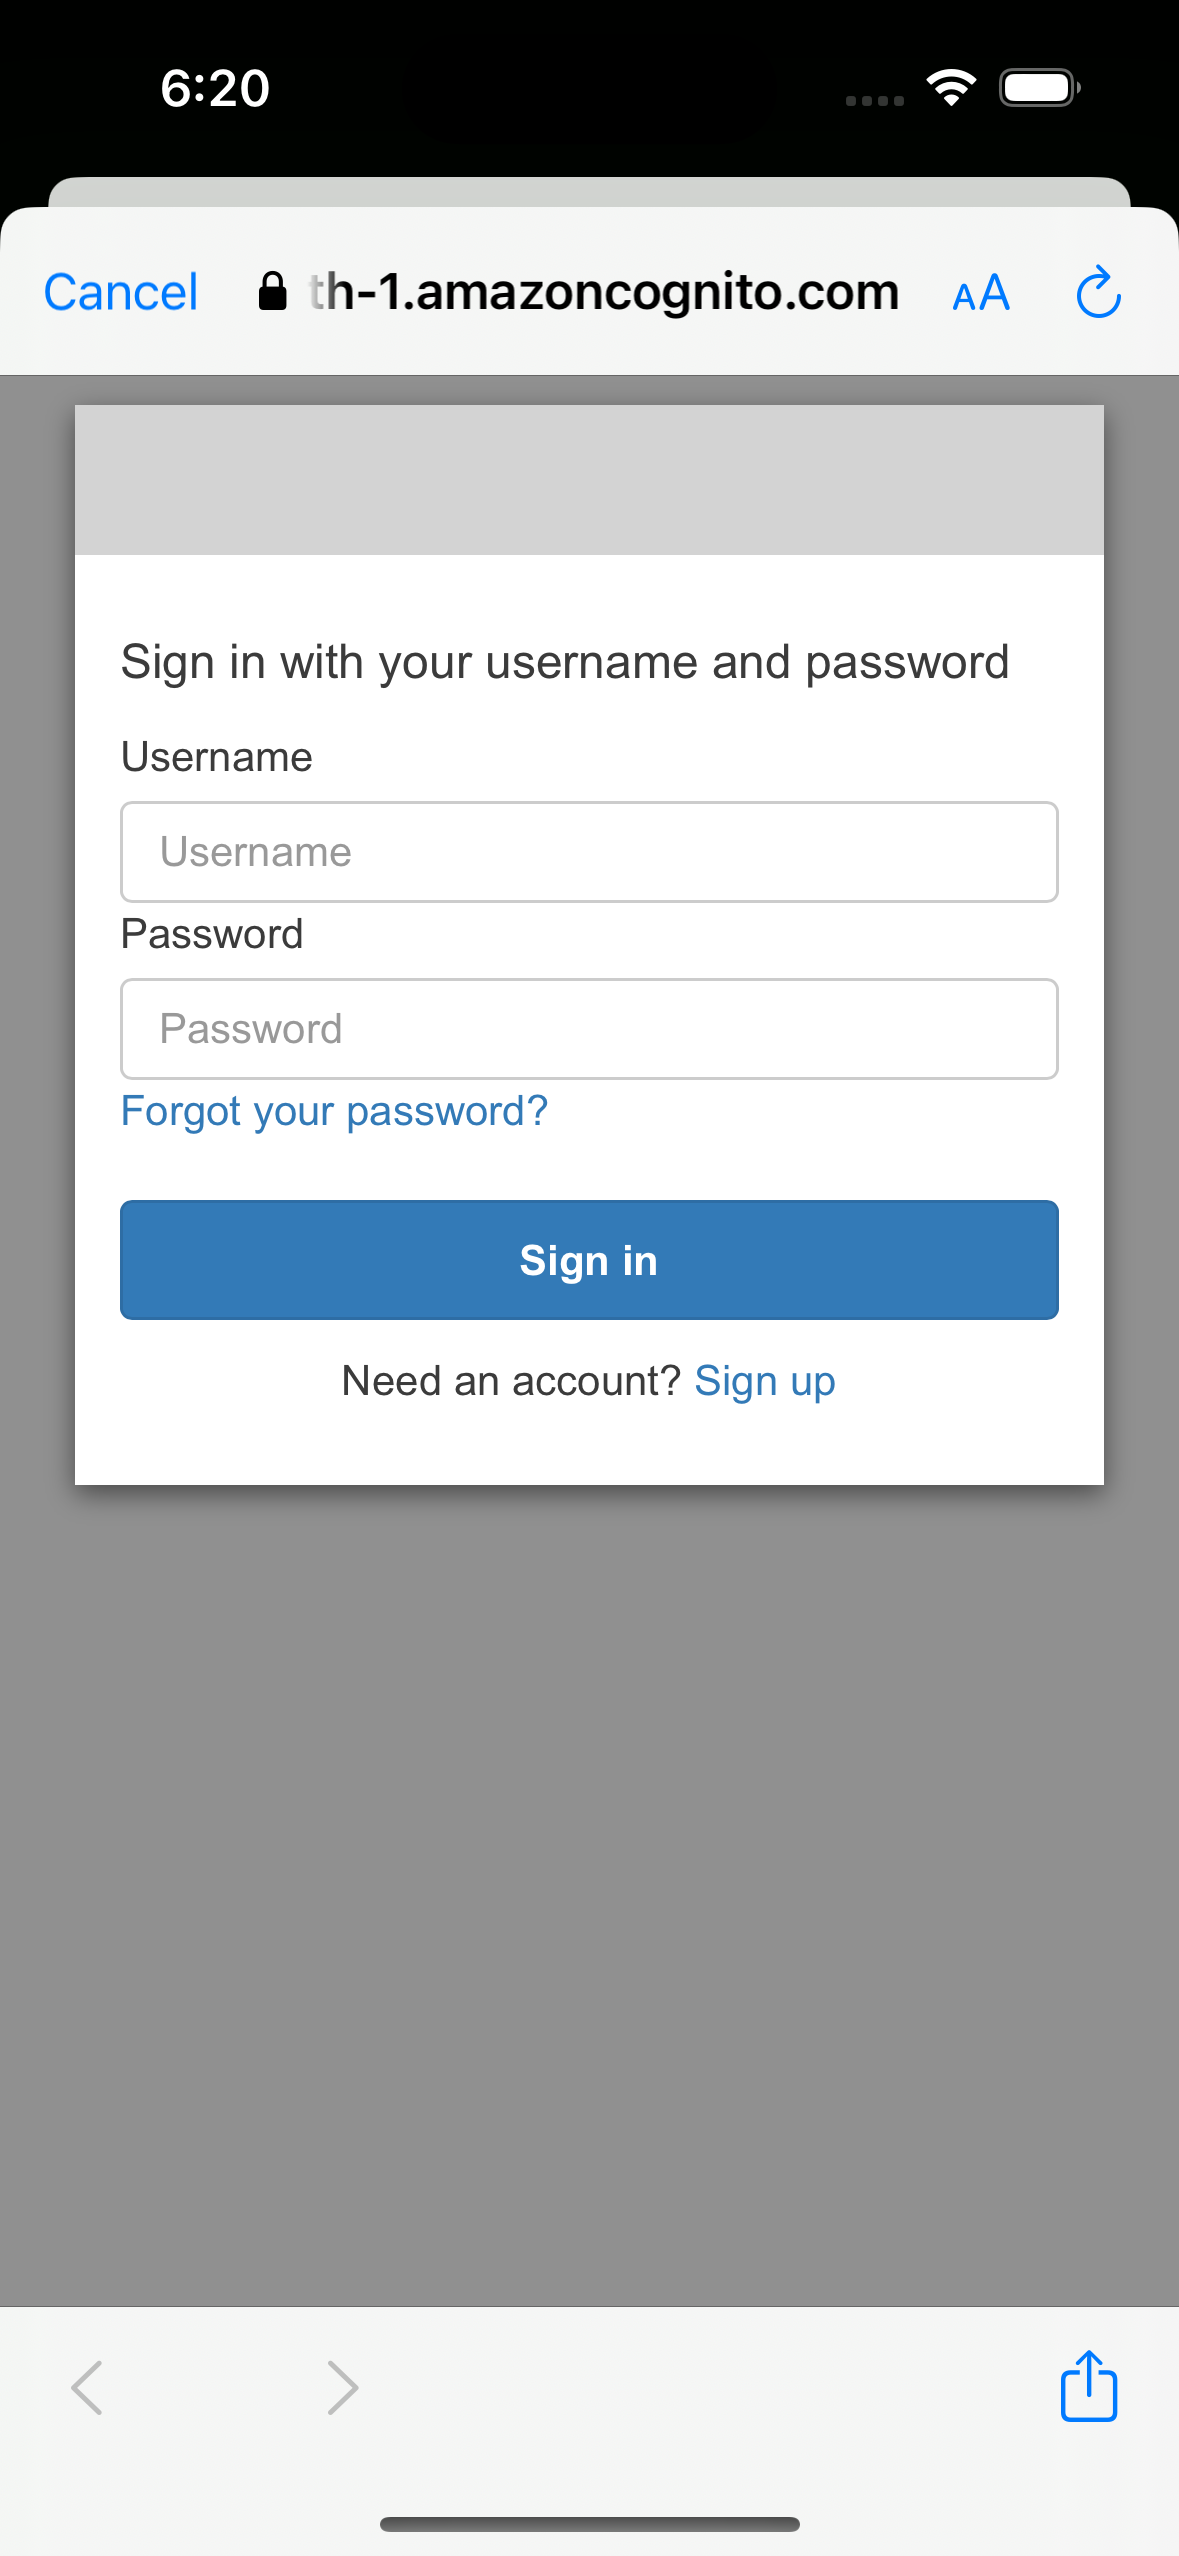 6:20
Cancel th-1.amazoncognito.com AA
Sign in with your username and password
Username
Username
Password
Password
Forgot your password?
Sign in
Need an account? Sign up